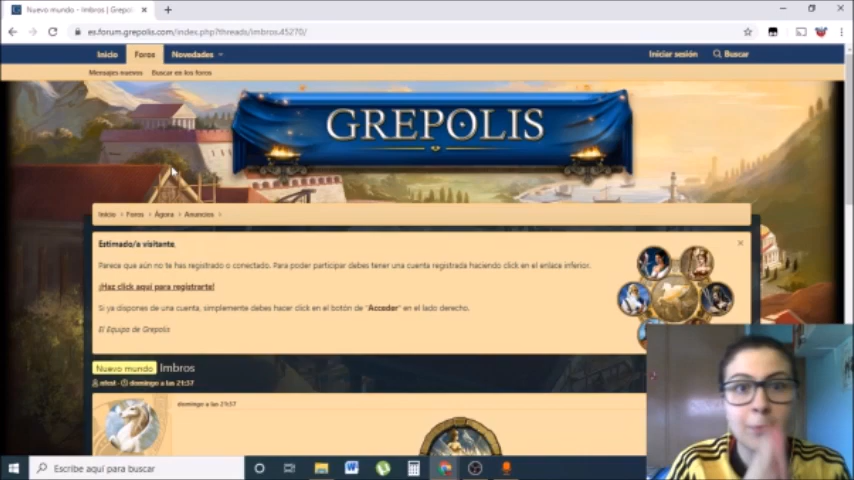 Nuevo mundo - Imbros | Grepol
es.forum.grepolis.com/index.php?threads/imbros.45270/
Inicio Foros Novedades Iniciar sesión Buscar
Mensajes nuevos Buscar en los foros
GREPOLIS
Inicio Foros Ágora Anuncios
Estimado/a visitante,
Parece que aún no te has registrado o conectado. Para poder participar debes tener una cuenta registrada haciendo click en el enlace inferior.
¡Haz click aquí para registrarte!
Si ya dispones de una cuenta, simplemente debes hacer click en el botón de "Acceder" en el lado derecho.
El Equipo de Grepolis
Nuevo mundo Imbros
domingo a las 21:37
domingo a las 21:37
Escribe aquí para buscar